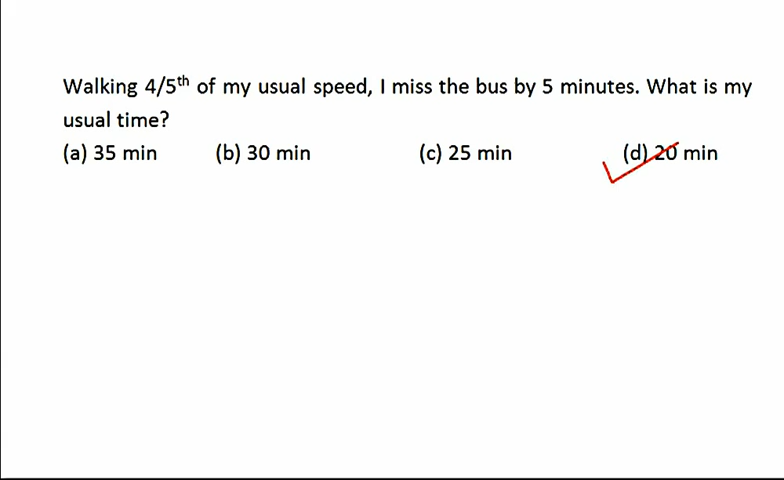 Walking 4/5th of my usual speed, I miss the bus by 5 minutes. What is my
usual time?
(a) 35 min (b) 30 min (c) 25 min (d) 20 min